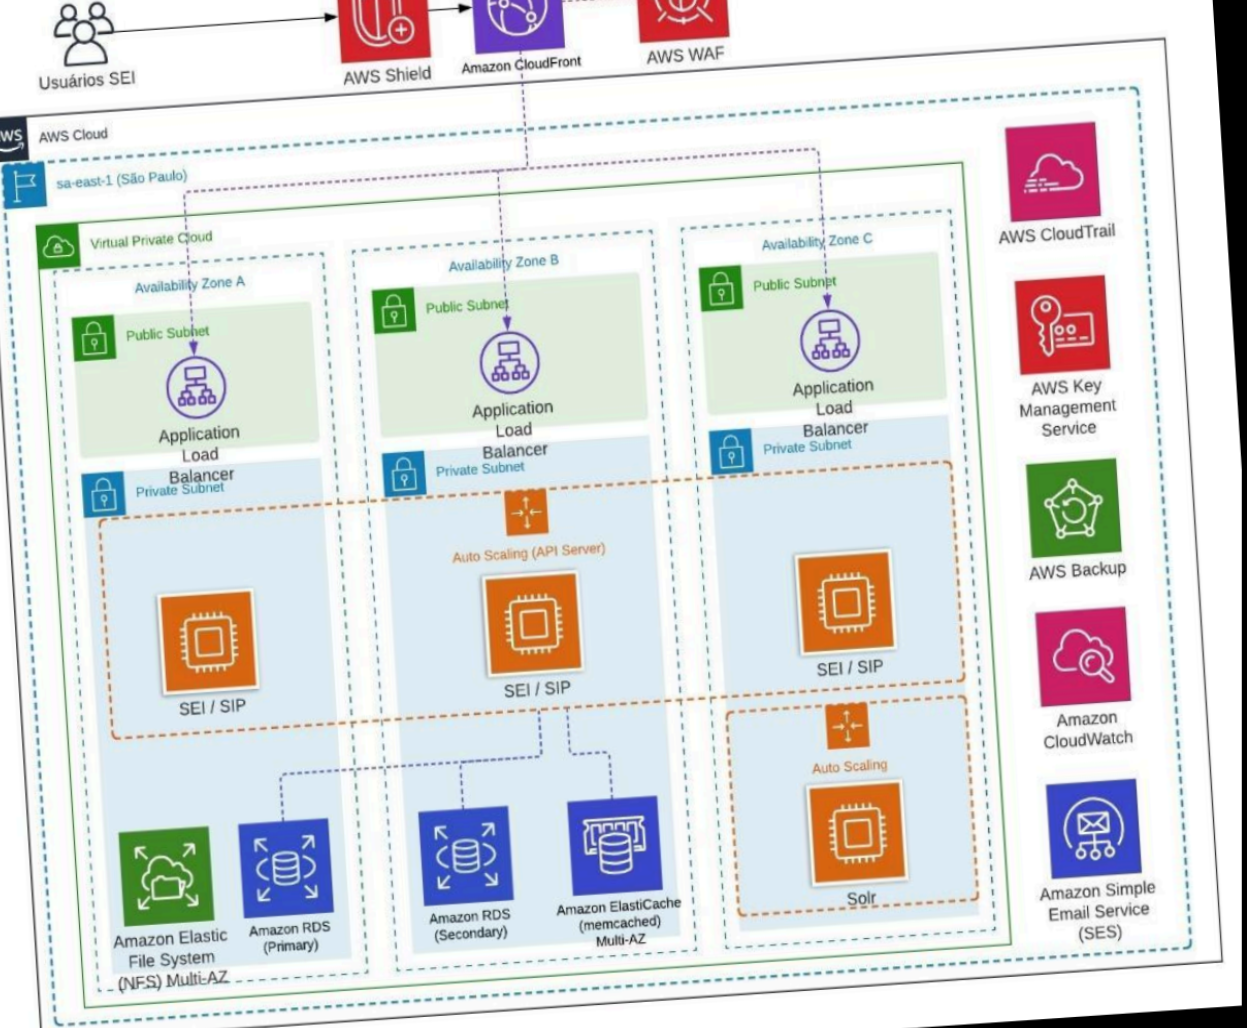 Usuários SEI
AWS Shield
Amazon CloudFront
AWS WAF
AWS Cloud
sa-east-1 (São Paulo)
Virtual Private Cloud
Availability Zone A
Availability Zone B
Availability Zone C
Public Subnet
Public Subnet
Public Subnet
Application
Load
Balancer
Application
Load
Balancer
Application
Load
Balancer
Private Subnet
Private Subnet
Private Subnet
Auto Scaling (API Server)
SEI / SIP
SEI / SIP
SEI / SIP
Auto Scaling
Solr
Amazon Elastic
File System
(NFS) Multi-AZ
Amazon RDS
(Primary)
Amazon RDS
(Secondary)
Amazon ElastiCache
(memcached)
Multi-AZ
AWS CloudTrail
AWS Key
Management
Service
AWS Backup
Amazon
CloudWatch
Amazon Simple
Email Service
(SES)